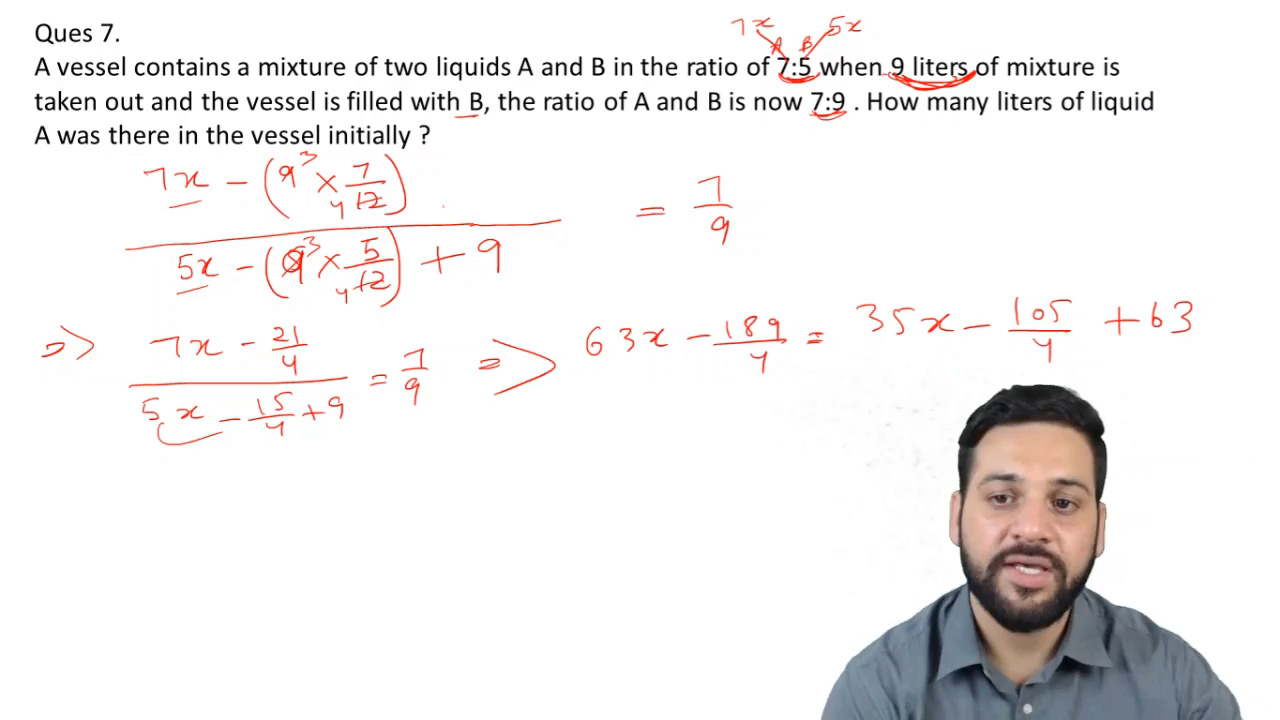 Ques 7.
7x 5x
A B
A vessel contains a mixture of two liquids A and B in the ratio of 7:5 when 9 liters of mixture is
taken out and the vessel is filled with B, the ratio of A and B is now 7:9 . How many liters of liquid
A was there in the vessel initially ?
7x - (9^3 × 7/4 12) / 5x - (9^3 × 5/4 12) + 9 = 7/9
=> 7x - 21/4 / 5x - 15/4 + 9 = 7/9 => 63x - 189/4 = 35x - 105/4 + 63